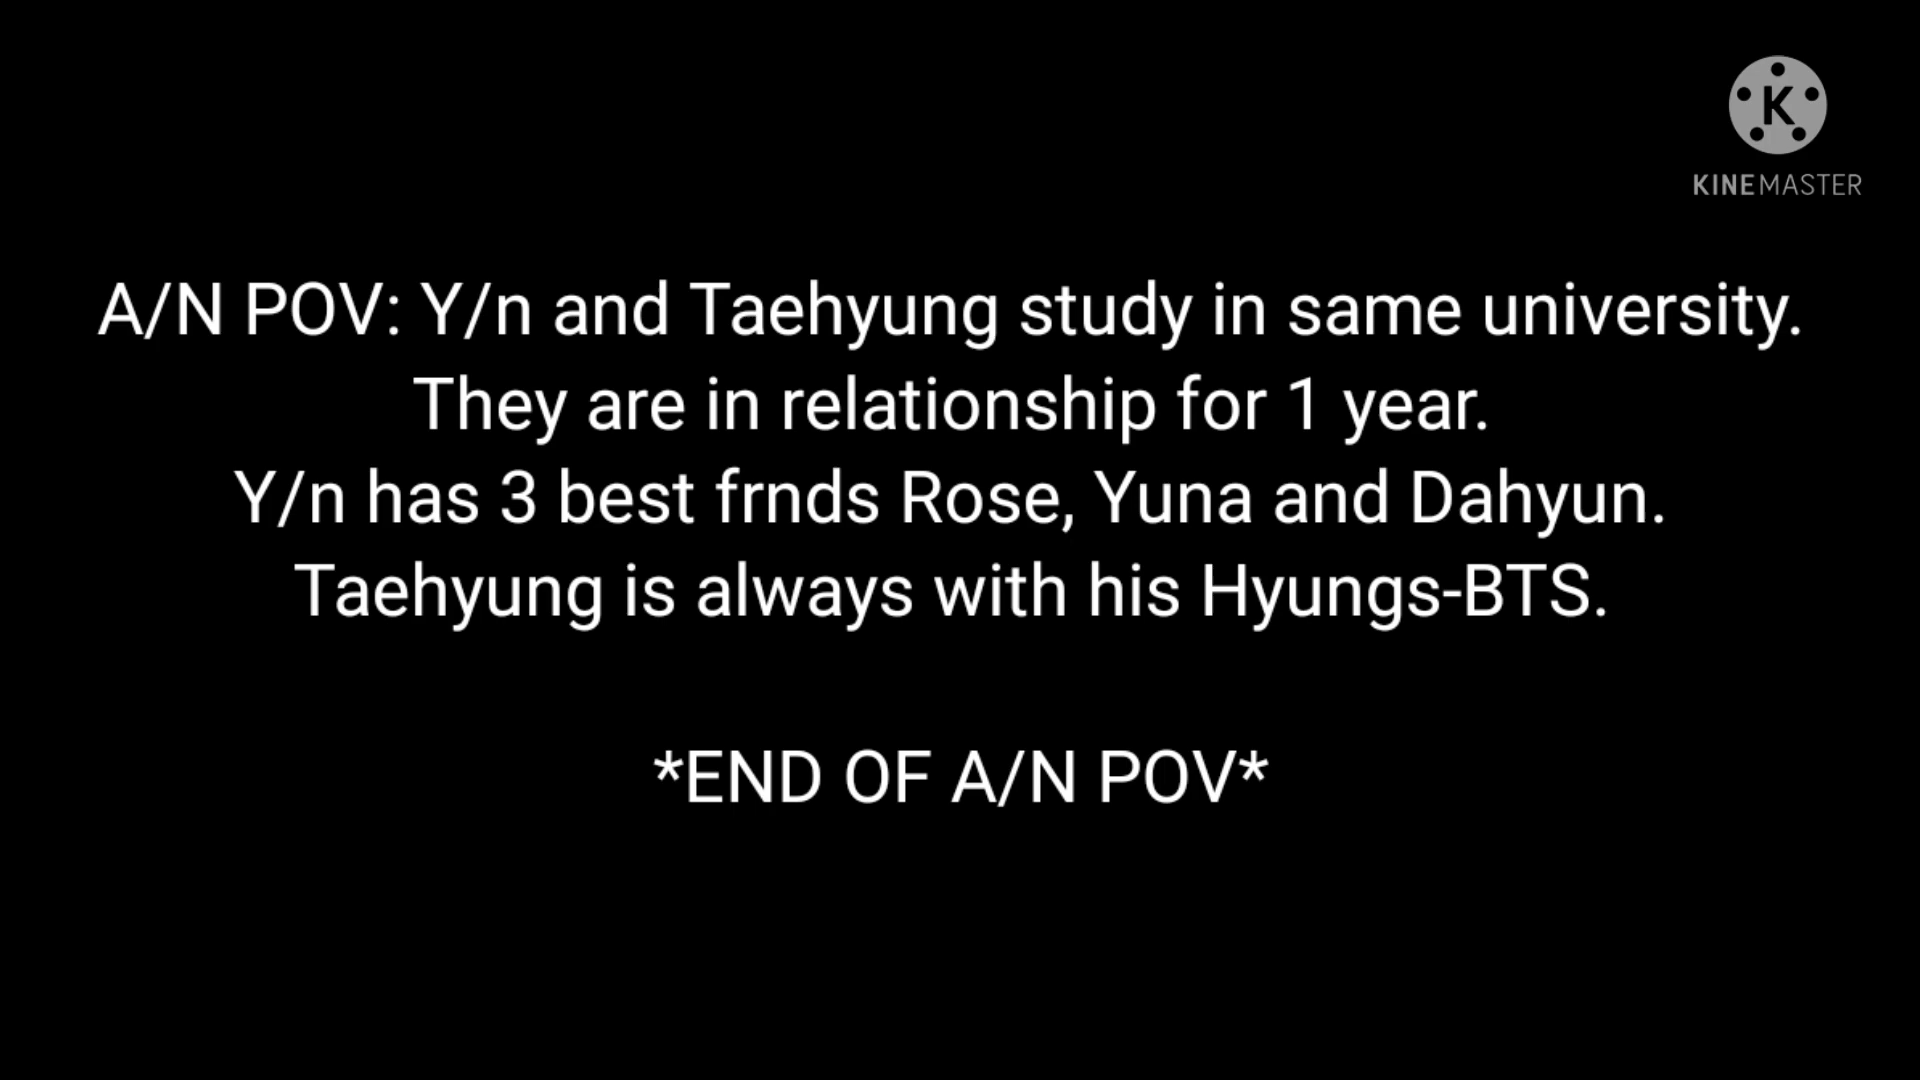 K
KINEMASTER
A/N POV: Y/n and Taehyung study in same university.
They are in relationship for 1 year.
Y/n has 3 best frnds Rose, Yuna and Dahyun.
Taehyung is always with his Hyungs-BTS.
*END OF A/N POV*